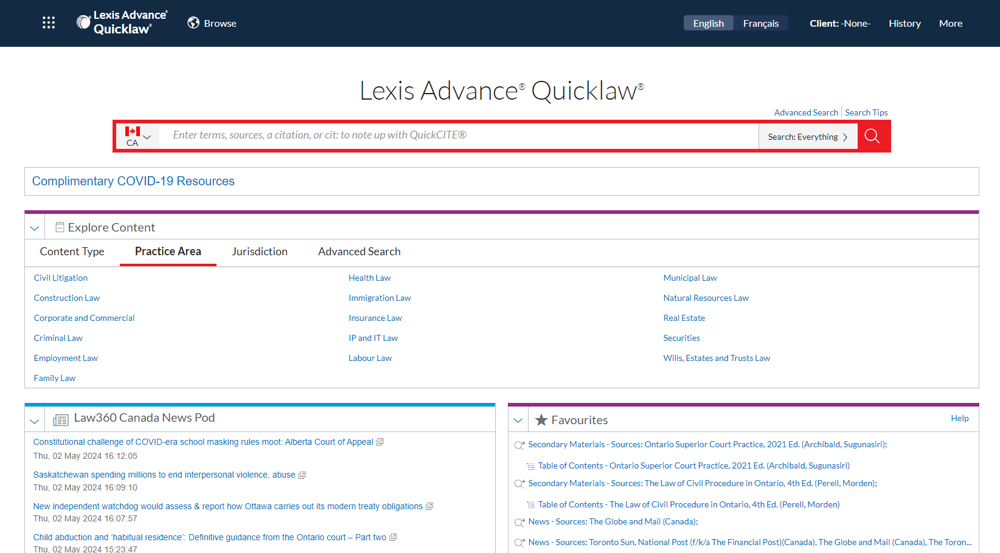 Lexis Advance®
Quicklaw®
Browse
English
Français
Client: -None-
History
More
Lexis Advance® Quicklaw®
Advanced Search
Search Tips
CA
Enter terms, sources, a citation, or cit: to note up with QuickCITE®
Search: Everything
Complimentary COVID-19 Resources
Explore Content
Content Type
Practice Area
Jurisdiction
Advanced Search
Civil Litigation
Construction Law
Corporate and Commercial
Criminal Law
Employment Law
Family Law
Health Law
Immigration Law
Insurance Law
IP and IT Law
Labour Law
Municipal Law
Natural Resources Law
Real Estate
Securities
Wills, Estates and Trusts Law
NEWS
Law360 Canada News Pod
Constitutional challenge of COVID-era school masking rules moot: Alberta Court of Appeal
Thu, 02 May 2024 16:12:05
Saskatchewan spending millions to end interpersonal violence, abuse
Thu, 02 May 2024 16:09:10
New independent watchdog would assess & report how Ottawa carries out its modern treaty obligations
Thu, 02 May 2024 16:07:57
Child abduction and ‘habitual residence’: Definitive guidance from the Ontario court – Part two
Thu, 02 May 2024 15:23:47
Favourites
Help
Secondary Materials - Sources: Ontario Superior Court Practice, 2021 Ed. (Archibald, Sugunasiri);
Table of Contents - Ontario Superior Court Practice, 2021 Ed. (Archibald, Sugunasiri)
Secondary Materials - Sources: The Law of Civil Procedure in Ontario, 4th Ed. (Perell, Morden);
Table of Contents - The Law of Civil Procedure in Ontario, 4th Ed. (Perell, Morden)
News - Sources: The Globe and Mail (Canada);
News - Sources: Toronto Sun, National Post (f/k/a The Financial Post)(Canada), The Globe and Mail (Canada), The Toron...